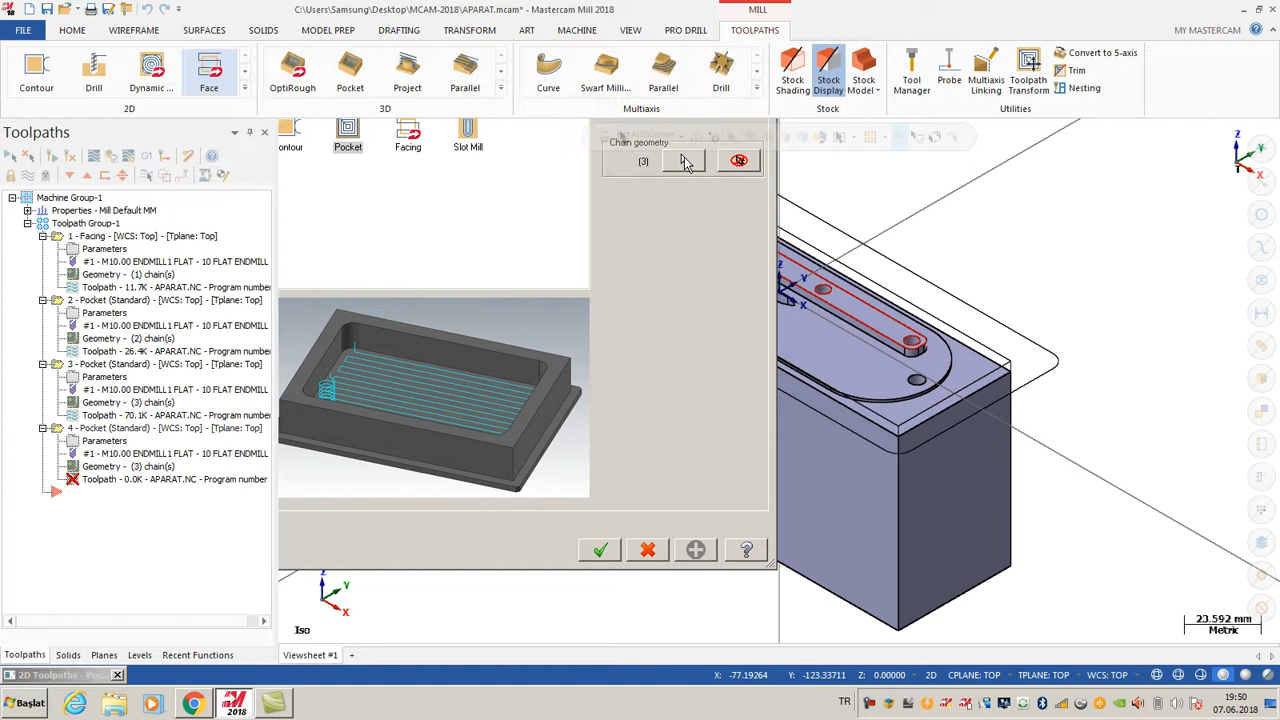 C:\Users\Samsung\Desktop\MCAM-2018\APARAT.mcam* - Mastercam Mill 2018
MILL
FILE HOME WIREFRAME SURFACES SOLIDS MODEL PREP DRAFTING TRANSFORM ART MACHINE VIEW PRO DRILL TOOLPATHS MY MASTERCAM
Contour Drill Dynamic ... Face
OptiRough Pocket Project Parallel
Curve Swarf Milli... Parallel Drill
Stock Shading Stock Display Stock Model
Tool Manager Probe Multiaxis Linking Toolpath Transform
Convert to 5-axis
Trim
Nesting
2D 3D Multiaxis Stock Utilities
Toolpaths
ontour Pocket Facing Slot Mill
Chain geometry
(3)
Machine Group-1
Properties - Mill Default MM
Toolpath Group-1
1 - Facing - [WCS: Top] - [Tplane: Top]
Parameters
#1 - M10.00 ENDMILL1 FLAT - 10 FLAT ENDMILL
Geometry - (1) chain(s)
Toolpath - 11.7K - APARAT.NC - Program number
2 - Pocket (Standard) - [WCS: Top] - [Tplane: Top]
Parameters
#1 - M10.00 ENDMILL1 FLAT - 10 FLAT ENDMILL
Geometry - (2) chain(s)
Toolpath - 26.4K - APARAT.NC - Program number
3 - Pocket (Standard) - [WCS: Top] - [Tplane: Top]
Parameters
#1 - M10.00 ENDMILL1 FLAT - 10 FLAT ENDMILL
Geometry - (3) chain(s)
Toolpath - 70.1K - APARAT.NC - Program number
4 - Pocket (Standard) - [WCS: Top] - [Tplane: Top]
Parameters
#1 - M10.00 ENDMILL1 FLAT - 10 FLAT ENDMILL
Geometry - (3) chain(s)
Toolpath - 0.0K - APARAT.NC - Program number
Z Y X
Z Y X
Z Y X
Iso
23.592 mm
Metric
Toolpaths Solids Planes Levels Recent Functions
Viewsheet #1 +
2D Toolpaths - Poc...
X: -77.19264 Y: -123.33711 Z: 0.00000 2D CPLANE: TOP TPLANE: TOP WCS: TOP
Başlat
2018
TR
19:50
07.06.2018